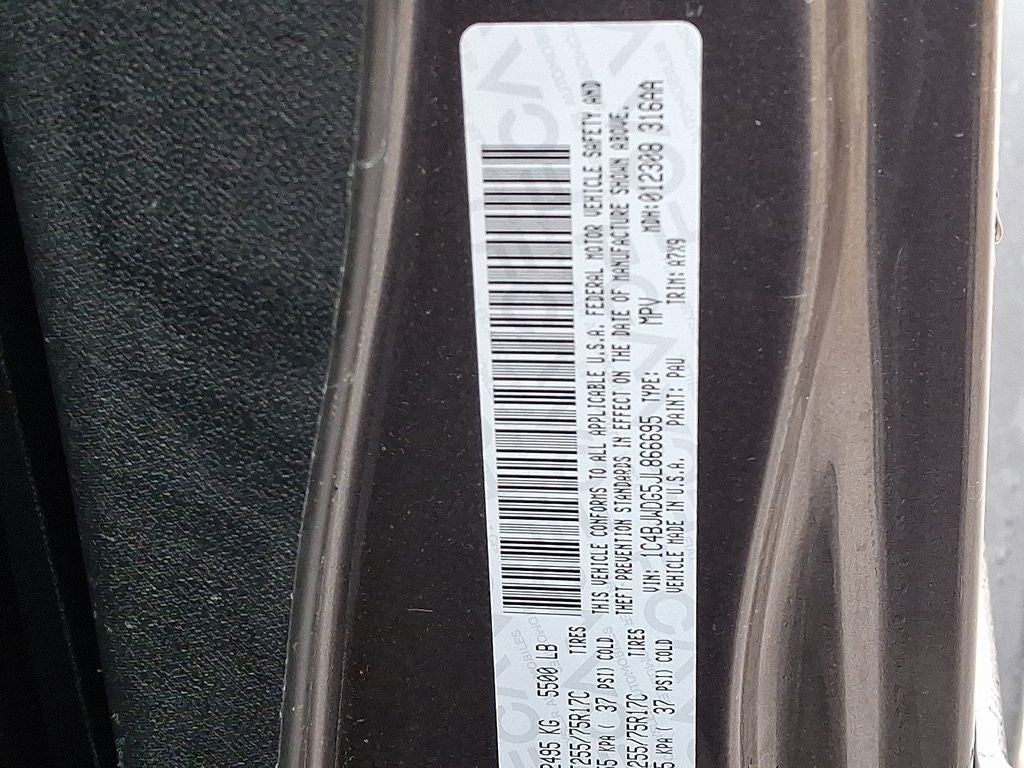 2495 KG 5500 LB
255/75R17C TIRES
5 KPA ( 37 PSI) COLD
255/75R17C TIRES
5 KPA ( 37 PSI) COLD
THIS VEHICLE CONFORMS TO ALL APPLICABLE U.S.A. FEDERAL MOTOR VEHICLE SAFETY AND
THEFT PREVENTION STANDARDS IN EFFECT ON THE DATE OF MANUFACTURE SHOWN ABOVE.
VIN: 1C4BJWDG5JL866695 TYPE: MPV MDH:012308 316AA
VEHICLE MADE IN U.S.A. PAINT: PAU TRIM: A7X9